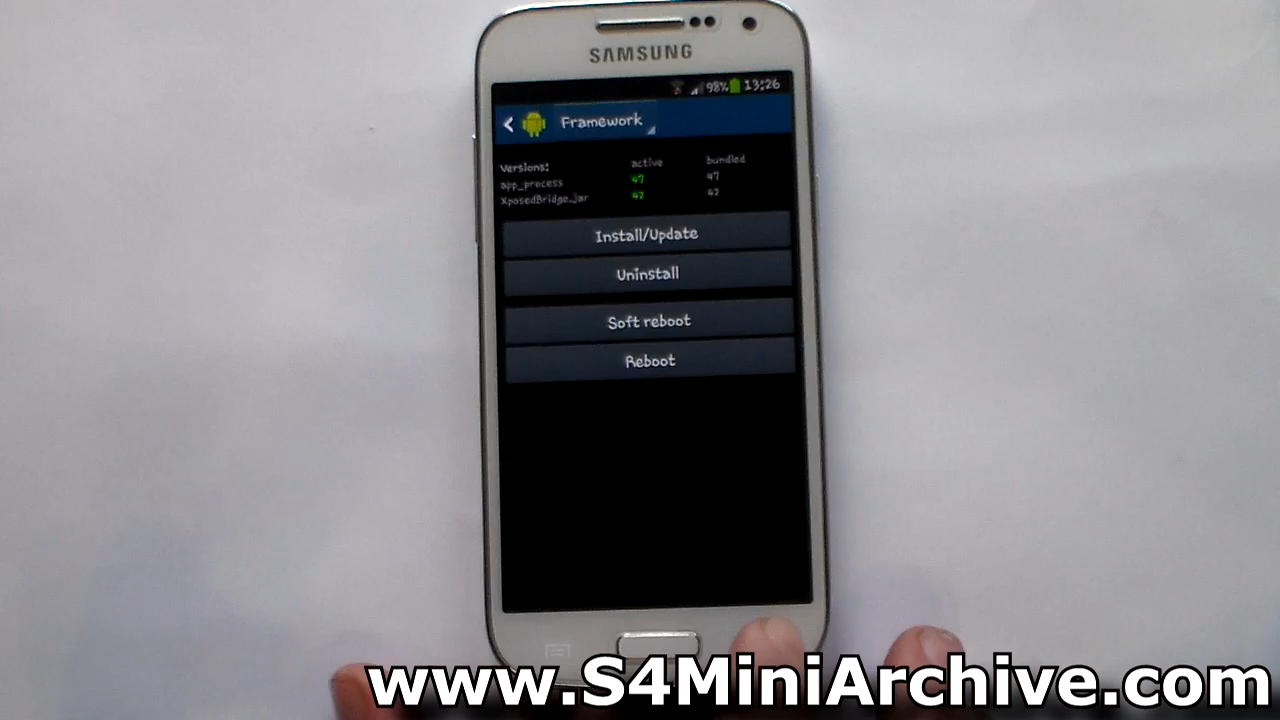 SAMSUNG
98% 13:26
Framework
Versions: active bundled
app_process 47 47
XposedBridge.jar 42 42
Install/Update
Uninstall
Soft reboot
Reboot
www.S4MiniArchive.com